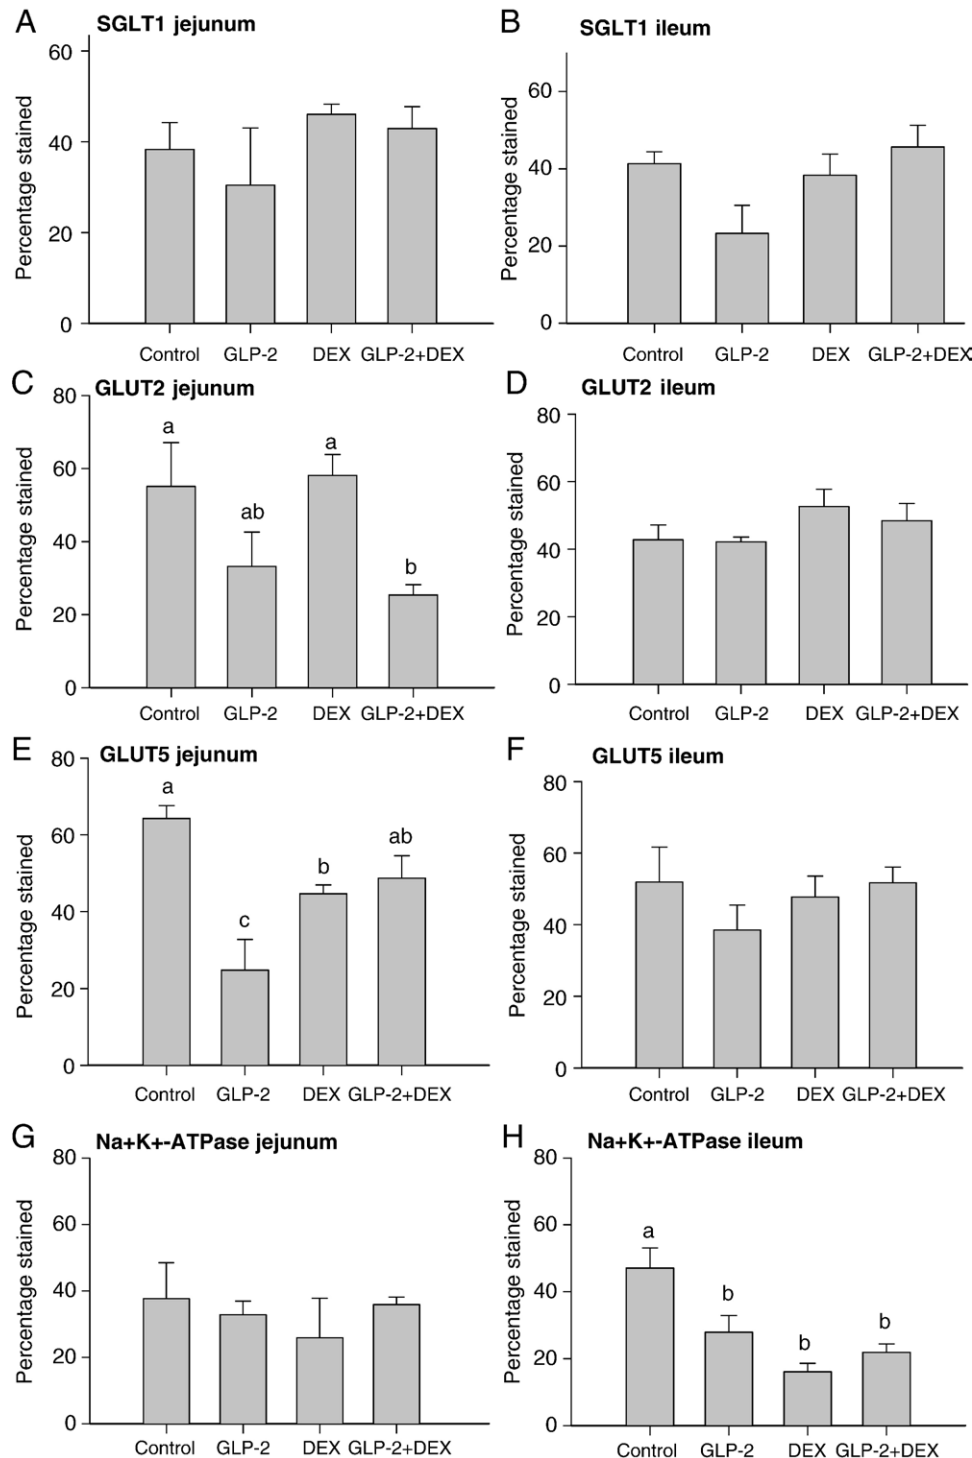 A SGLT1 jejunum
Percentage stained
60
40
20
0
Control GLP-2 DEX GLP-2+DEX
B SGLT1 ileum
Percentage stained
60
40
20
0
Control GLP-2 DEX GLP-2+DEX
C GLUT2 jejunum
Percentage stained
80
60
40
20
0
a ab a b
Control GLP-2 DEX GLP-2+DEX
D GLUT2 ileum
Percentage stained
80
60
40
20
0
Control GLP-2 DEX GLP-2+DEX
E GLUT5 jejunum
Percentage stained
80
60
40
20
0
a c b ab
Control GLP-2 DEX GLP-2+DEX
F GLUT5 ileum
Percentage stained
80
60
40
20
0
Control GLP-2 DEX GLP-2+DEX
G Na+K+-ATPase jejunum
Percentage stained
80
60
40
20
0
Control GLP-2 DEX GLP-2+DEX
H Na+K+-ATPase ileum
Percentage stained
80
60
40
20
0
a b b b
Control GLP-2 DEX GLP-2+DEX